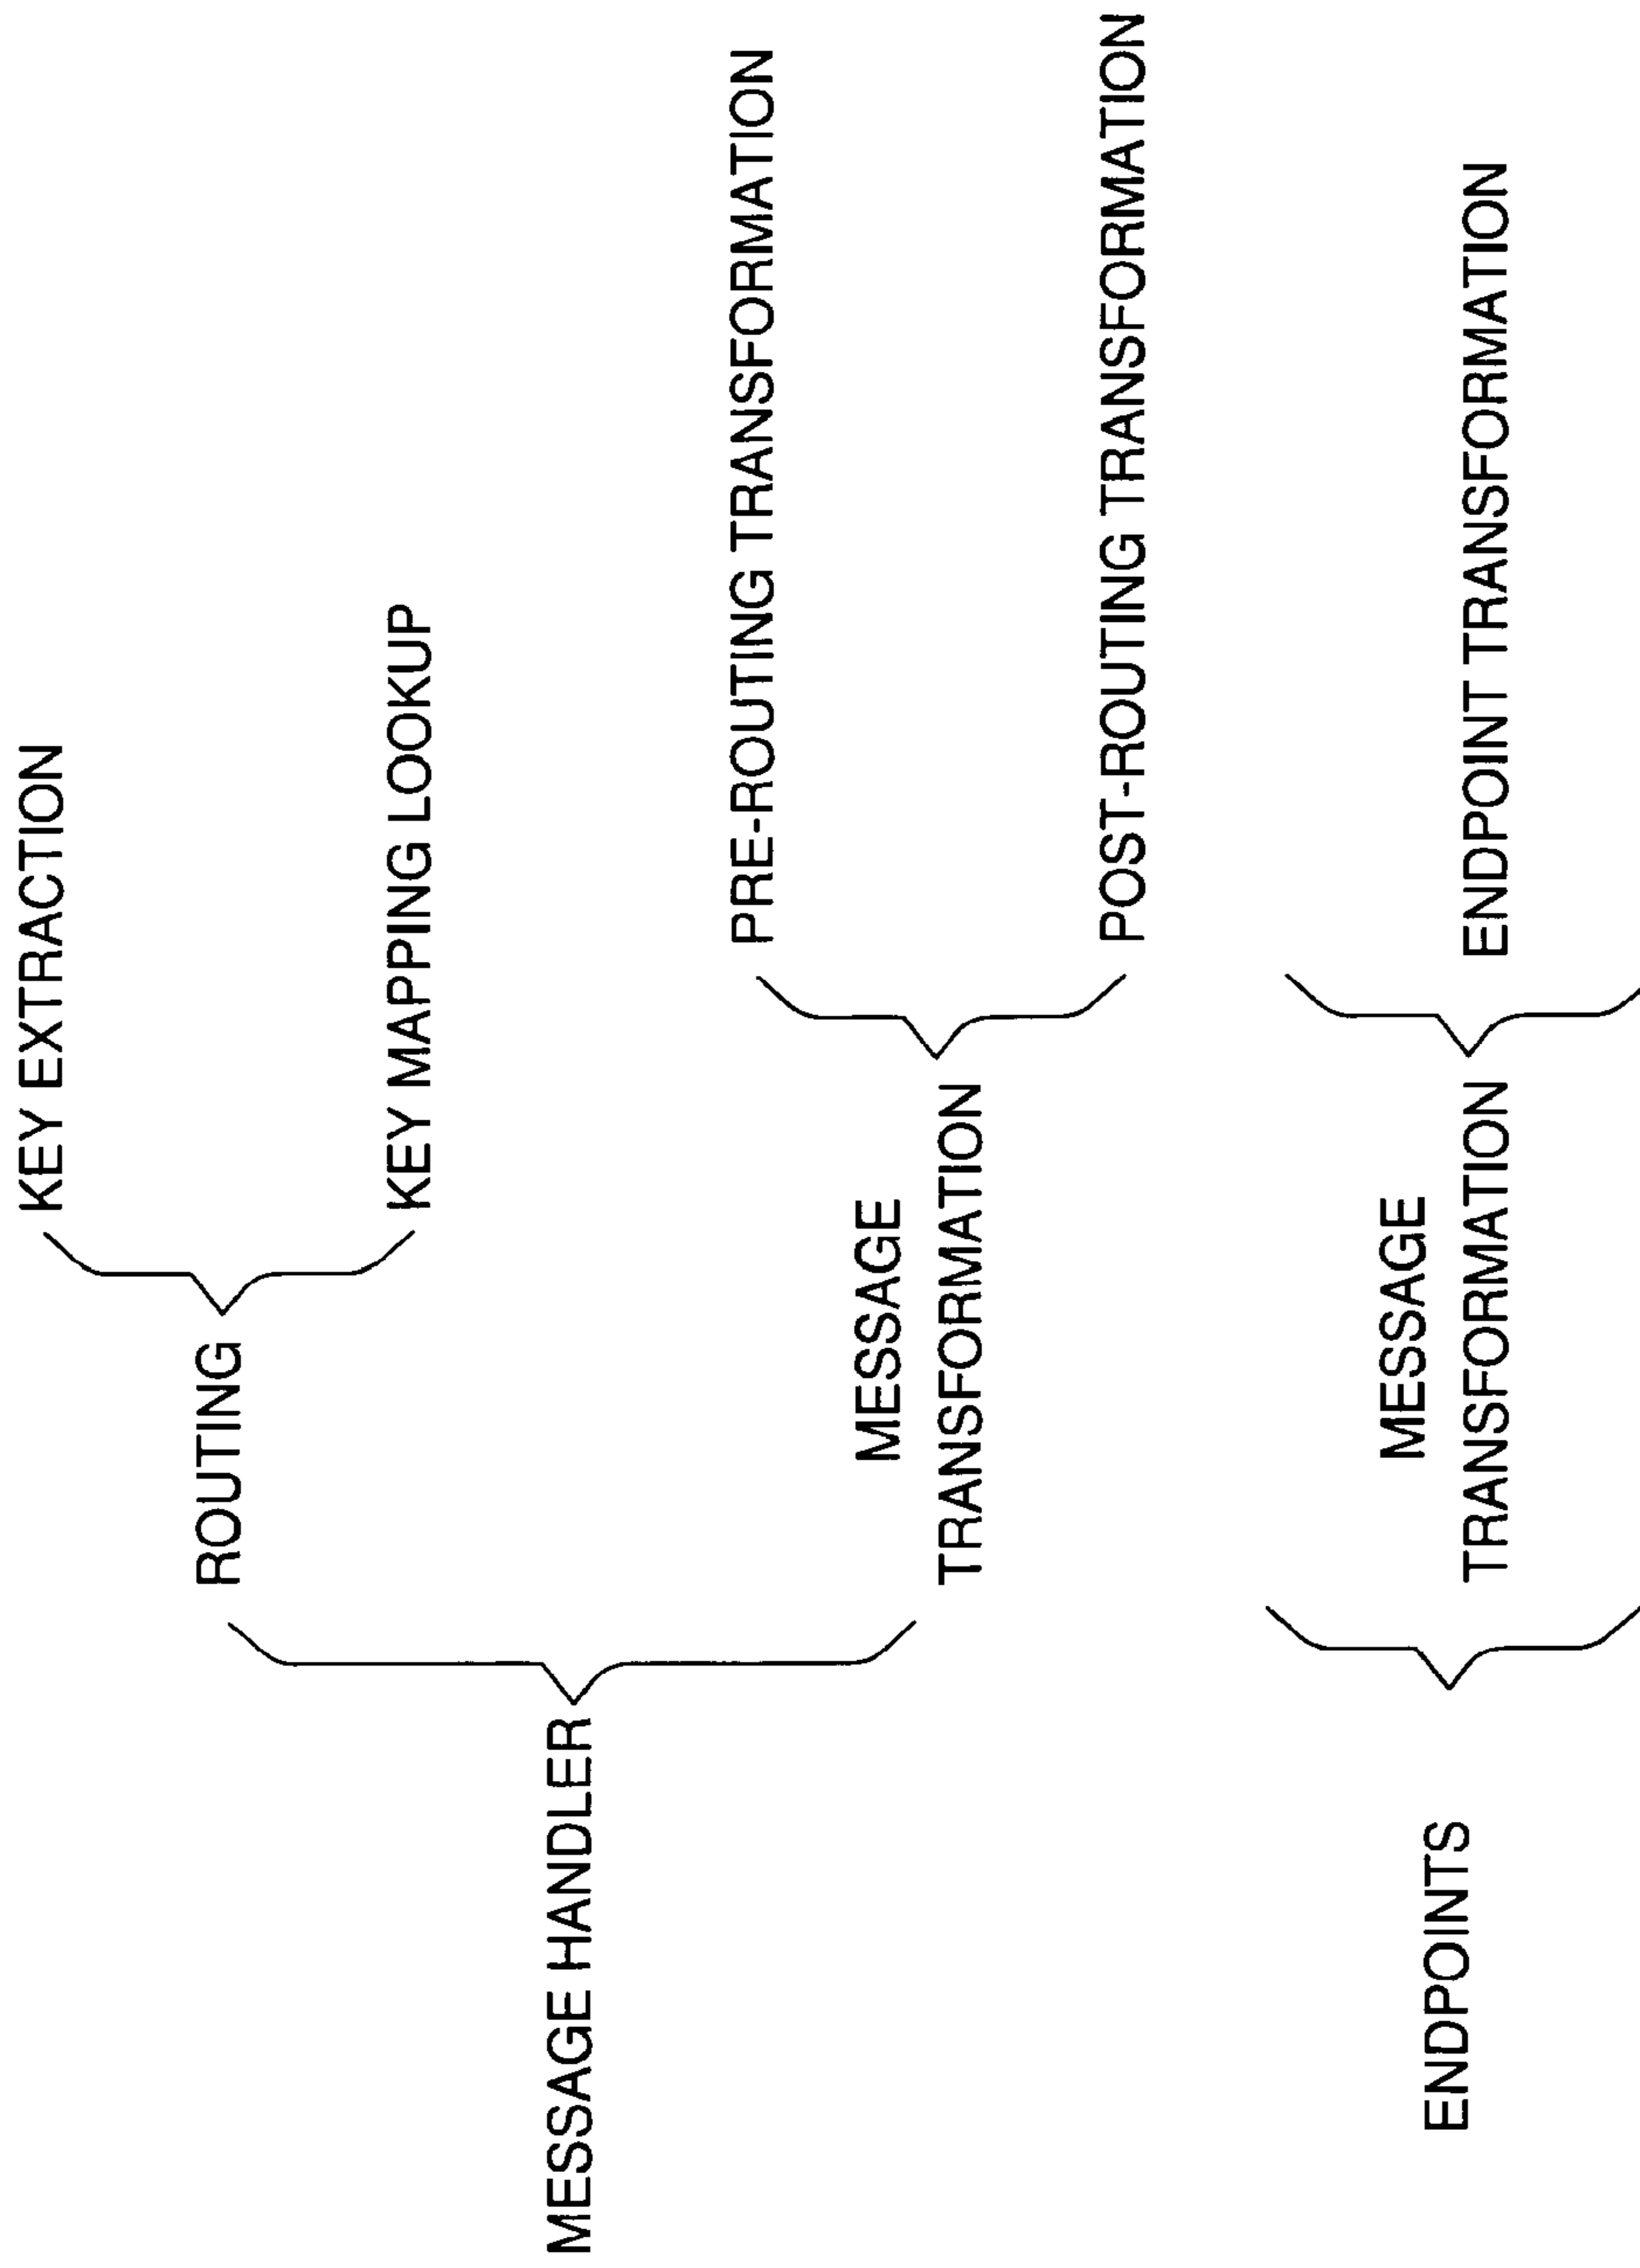 KEY EXTRACTION
ROUTING
KEY MAPPING LOOKUP
MESSAGE HANDLER
PRE-ROUTING TRANSFORMATION
MESSAGE
TRANSFORMATION
POST-ROUTING TRANSFORMATION
MESSAGE
ENDPOINTS
TRANSFORMATION
ENDPOINT TRANSFORMATION